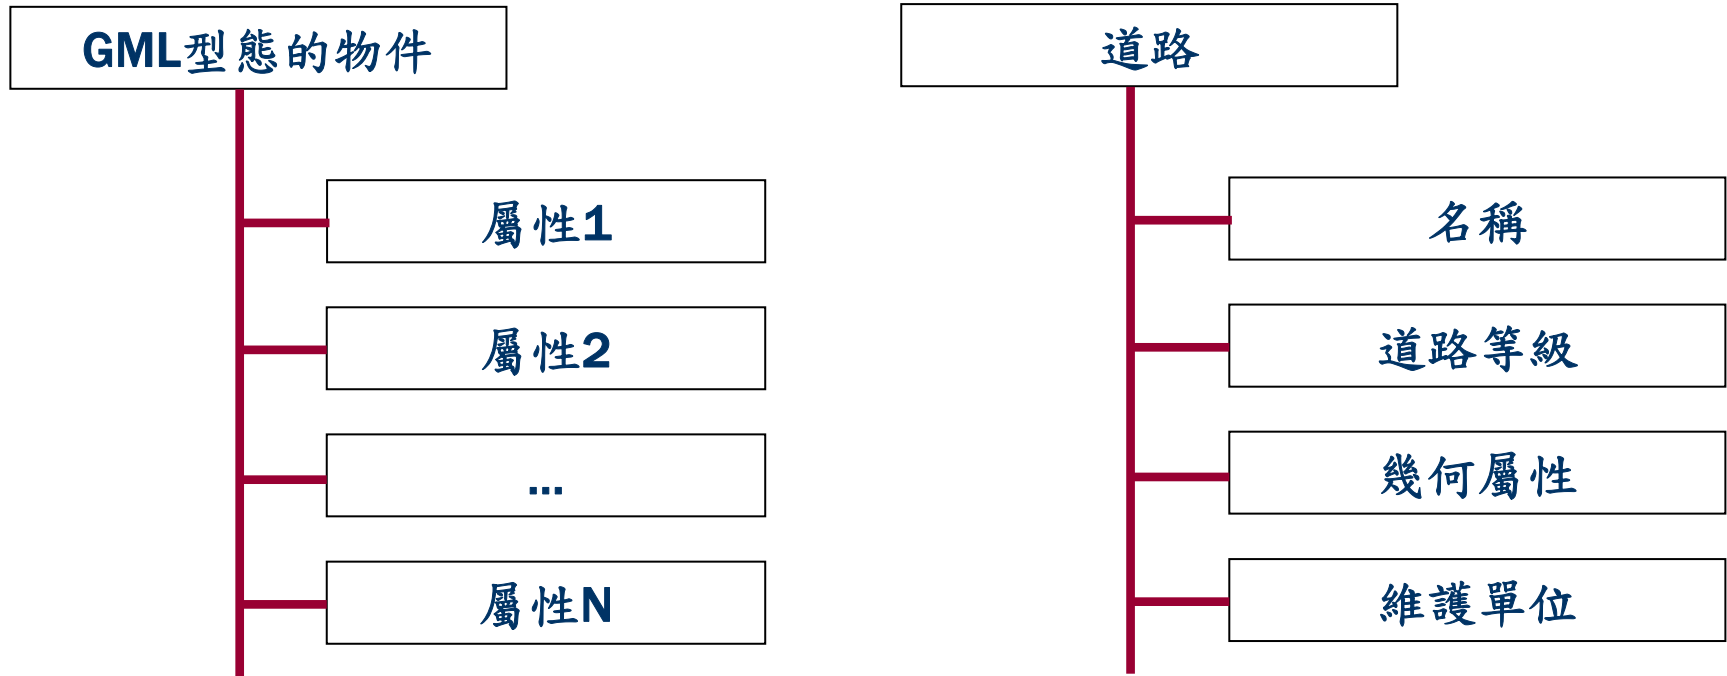 GML型態的物件
屬性1
屬性2
...
屬性N
道路
名稱
道路等級
幾何屬性
維護單位